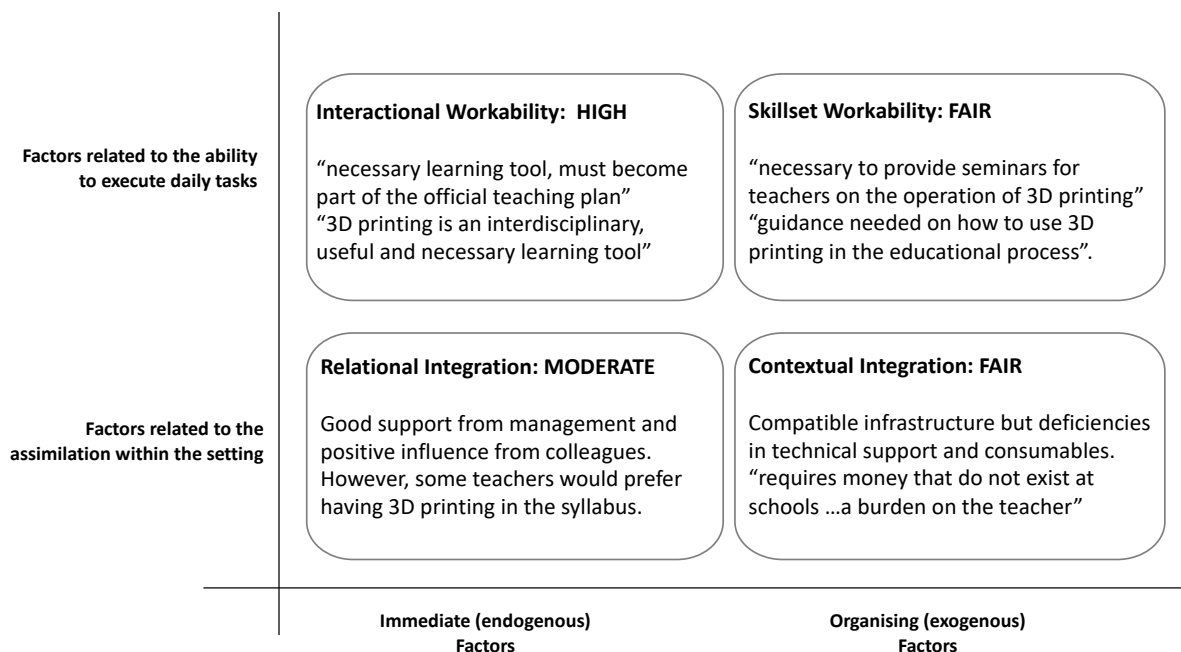 Factors related to the ability
to execute daily tasks
Interactional Workability:  HIGH
“necessary learning tool, must become
part of the official teaching plan”
“3D printing is an interdisciplinary,
useful and necessary learning tool”
Skillset Workability: FAIR
“necessary to provide seminars for
teachers on the operation of 3D printing”
“guidance needed on how to use 3D
printing in the educational process”.
Factors related to the
assimilation within the setting
Relational Integration: MODERATE
Good support from management and
positive influence from colleagues.
However, some teachers would prefer
having 3D printing in the syllabus.
Contextual Integration: FAIR
Compatible infrastructure but deficiencies
in technical support and consumables.
“requires money that do not exist at
schools …a burden on the teacher”
Immediate (endogenous)
Factors
Organising (exogenous)
Factors